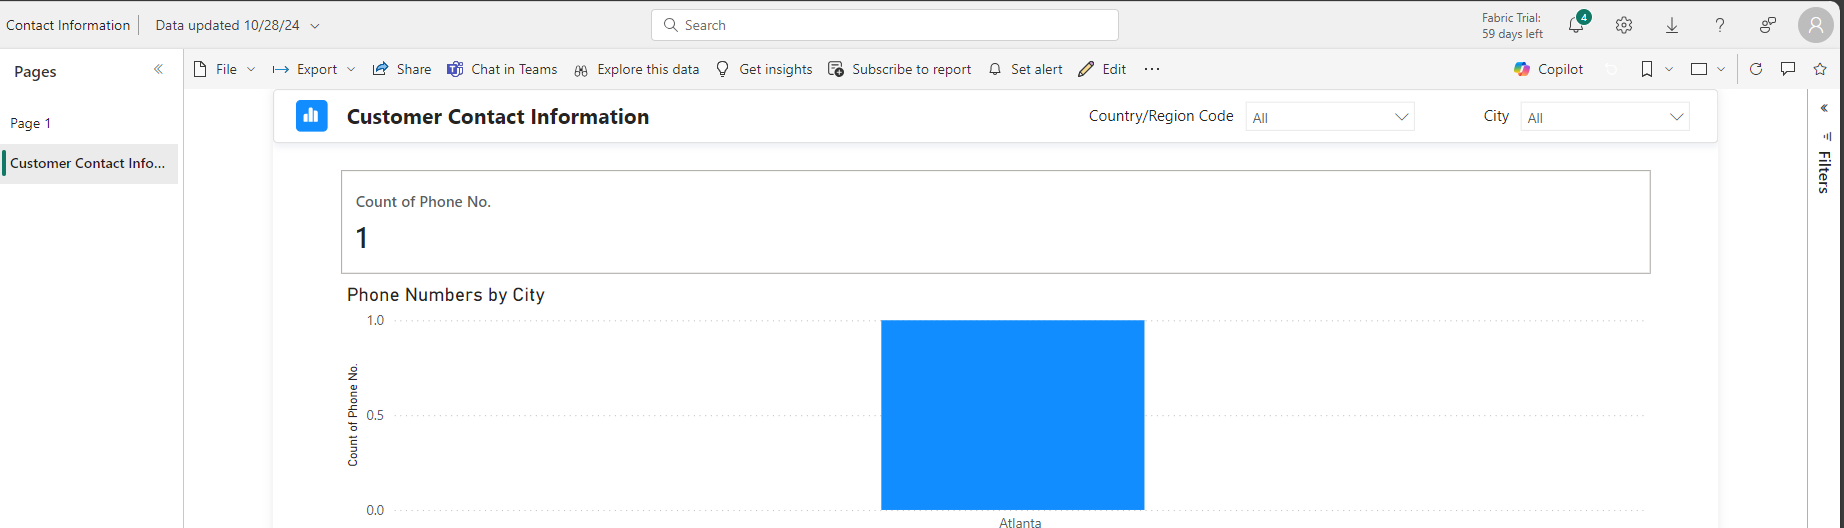 Contact Information
Data updated 10/28/24
Search
Fabric Trial:
59 days left
4
Pages
File
Export
Share
Chat in Teams
Explore this data
Get insights
Subscribe to report
Set alert
Edit
Copilot
Page 1
Customer Contact Info...
Customer Contact Information
Country/Region Code
All
City
All
Filters
Count of Phone No.
1
Phone Numbers by City
Count of Phone No.
1.0
0.5
0.0
Atlanta